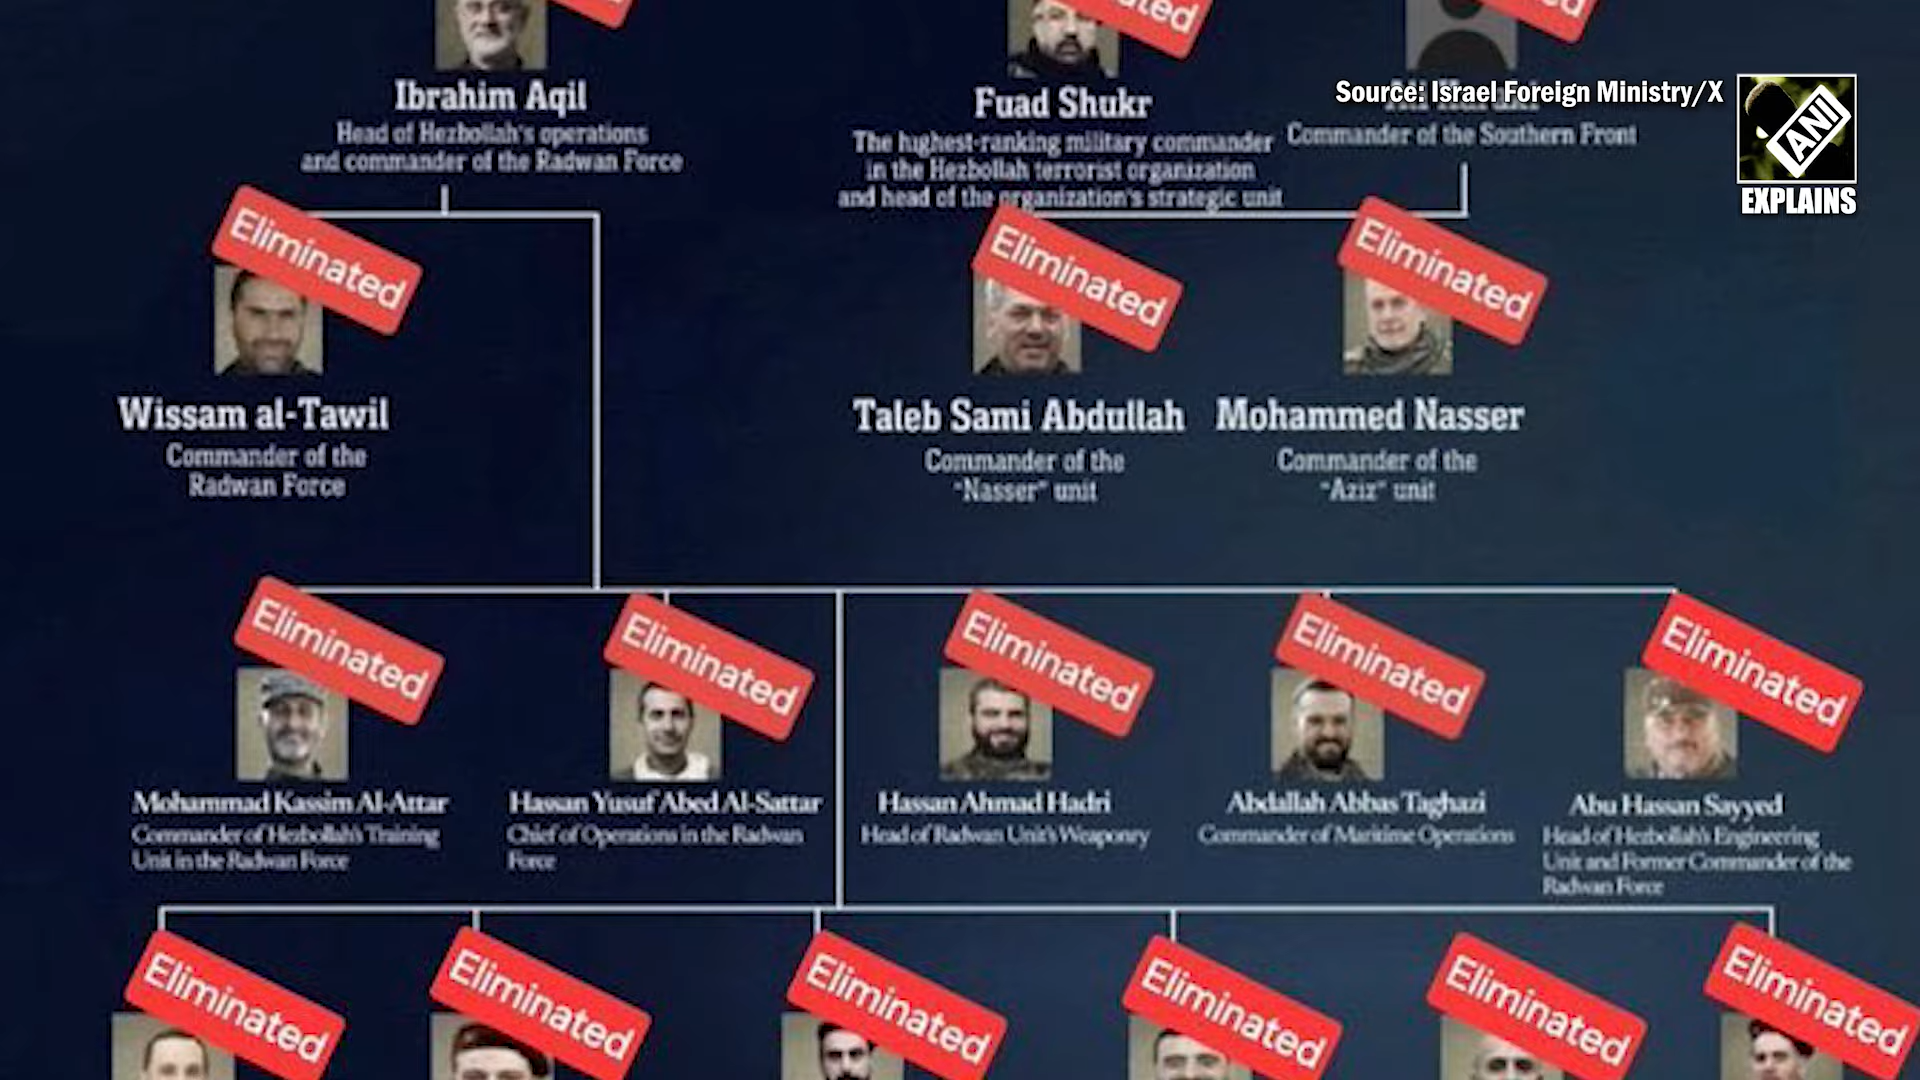 Ibrahim Aqil
Head of Hezbollah's operations
and commander of the Radwan Force
Fuad Shukr
The highest-ranking military commander
in the Hezbollah terrorist organization
and head of the organization's strategic unit
Source: Israel Foreign Ministry/X
Commander of the Southern Front
ANI
EXPLAINS
Eliminated
Eliminated
Eliminated
Wissam al-Tawil
Commander of the
Radwan Force
Taleb Sami Abdullah
Commander of the
"Nasser" unit
Mohammed Nasser
Commander of the
"Aziz" unit
Eliminated
Eliminated
Eliminated
Eliminated
Eliminated
Mohammad Kassim Al-Attar
Commander of Hezbollah's Training
Unit in the Radwan Force
Hassan Yusuf Abed Al-Sattar
Chief of Operations in the Radwan
Force
Hassan Ahmad Hadri
Head of Radwan Unit's Weaponry
Abdallah Abbas Taghazi
Commander of Maritime Operations
Abu Hassan Sayyed
Head of Hezbollah's Engineering
Unit and Former Commander of the
Radwan Force
Eliminated
Eliminated
Eliminated
Eliminated
Eliminated
Eliminated